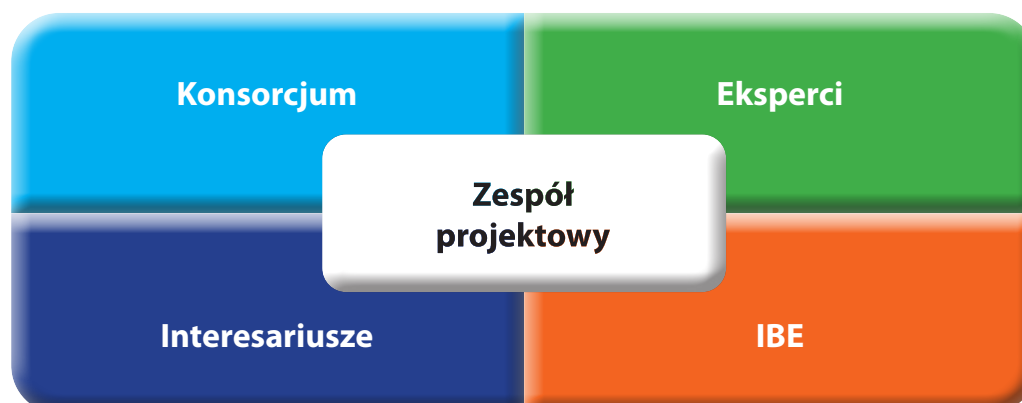 Konsorcjum
Eksperci
Zespół
projektowy
Interesariusze
IBE